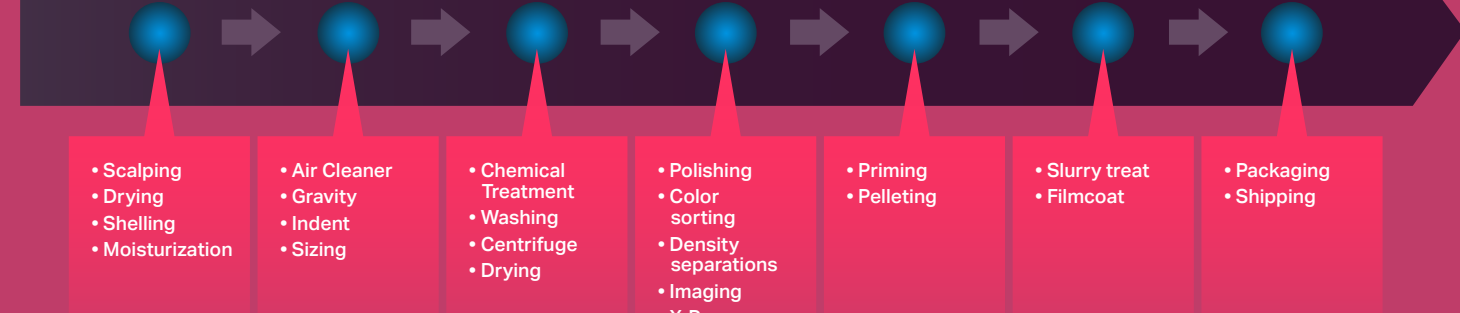 • Scalping
• Drying
• Shelling
• Moisturization
• Air Cleaner
• Gravity
• Indent
• Sizing
• Chemical
Treatment
• Washing
• Centrifuge
• Drying
• Polishing
• Color
sorting
• Density
separations
• Imaging
• Priming
• Pelleting
• Slurry treat
• Filmcoat
• Packaging
• Shipping